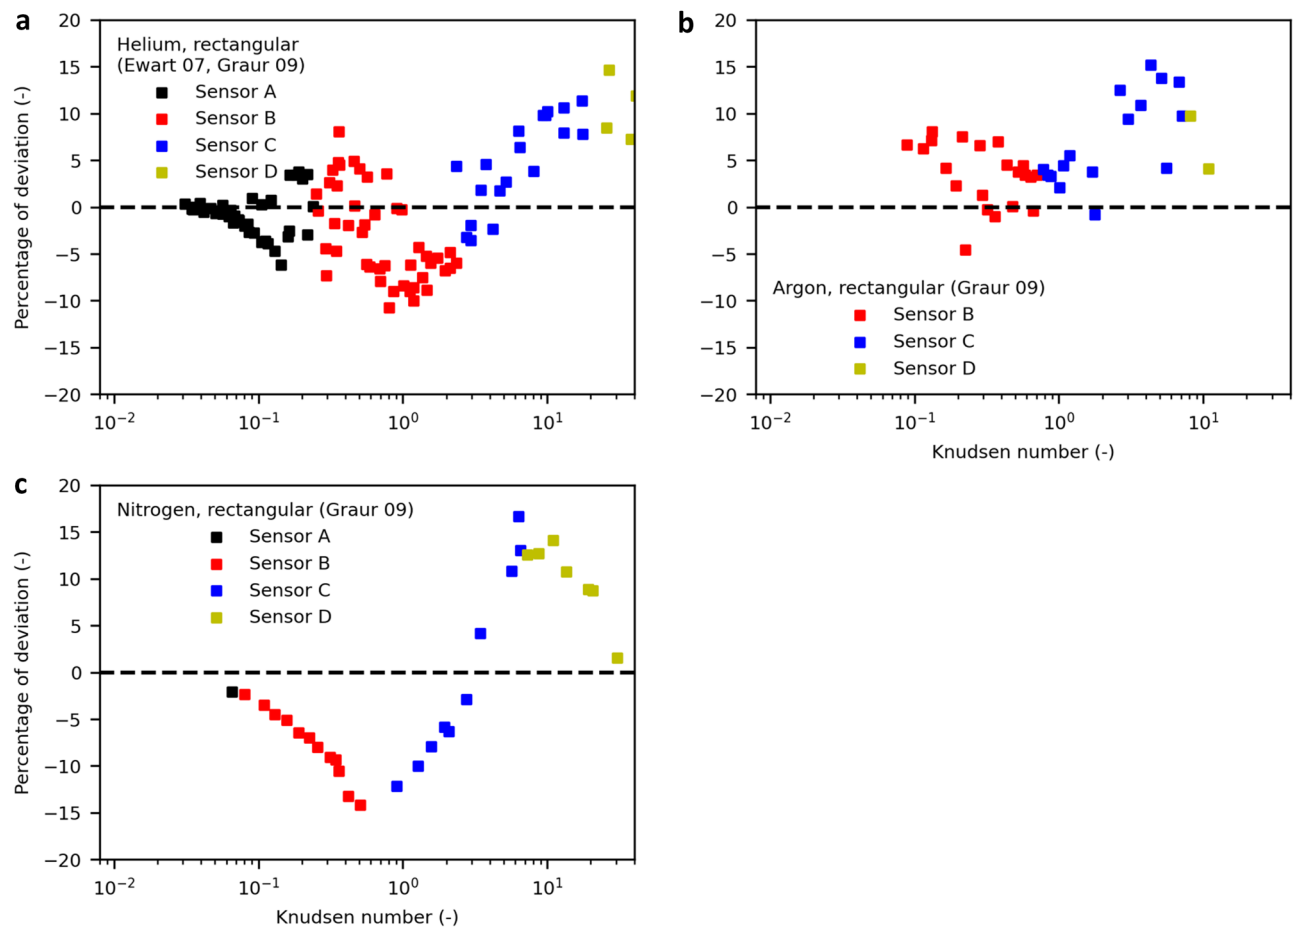 a
20
15
10
5
0
−5
−10
−15
−20
Percentage of deviation (-)
Helium, rectangular
(Ewart 07, Graur 09)
Sensor A
Sensor B
Sensor C
Sensor D
10⁻² 10⁻¹ 10⁰ 10¹
b
20
15
10
5
0
−5
−10
−15
−20
Argon, rectangular (Graur 09)
Sensor B
Sensor C
Sensor D
10⁻² 10⁻¹ 10⁰ 10¹
Knudsen number (-)
c
20
15
10
5
0
−5
−10
−15
−20
Percentage of deviation (-)
Nitrogen, rectangular (Graur 09)
Sensor A
Sensor B
Sensor C
Sensor D
10⁻² 10⁻¹ 10⁰ 10¹
Knudsen number (-)